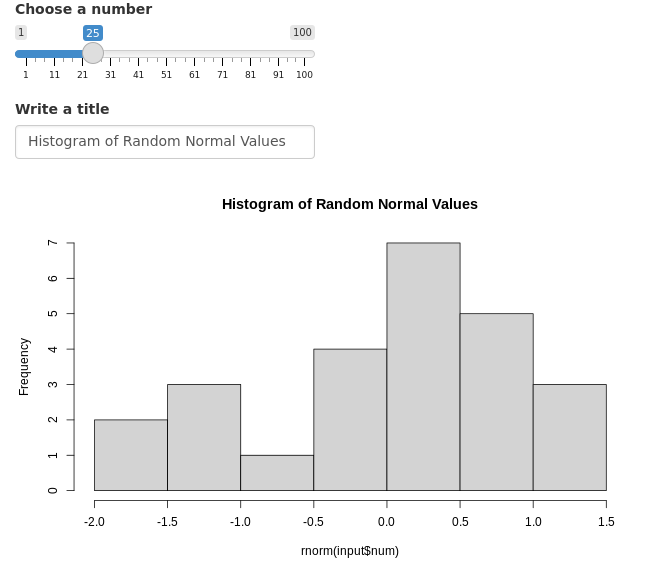 Choose a number
1 25 100
1 11 21 31 41 51 61 71 81 91 100
Write a title
Histogram of Random Normal Values
Histogram of Random Normal Values
7
6
5
4
3
2
1
0
Frequency
-2.0 -1.5 -1.0 -0.5 0.0 0.5 1.0 1.5
rnorm(input$num)